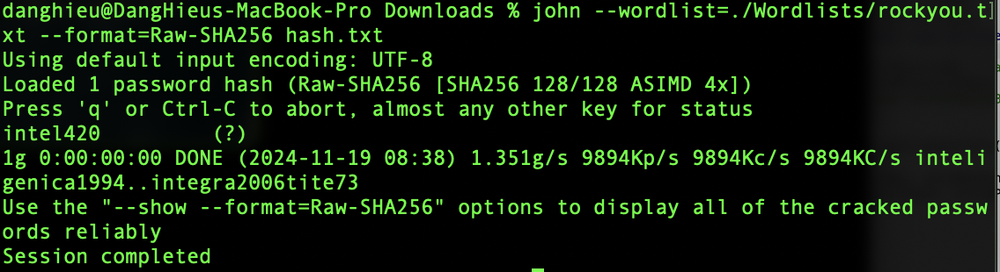 danghieu@DangHieus-MacBook-Pro Downloads % john --wordlist=./Wordlists/rockyou.t
xt --format=Raw-SHA256 hash.txt
Using default input encoding: UTF-8
Loaded 1 password hash (Raw-SHA256 [SHA256 128/128 ASIMD 4x])
Press 'q' or Ctrl-C to abort, almost any other key for status
intel420         (?)
1g 0:00:00:00 DONE (2024-11-19 08:38) 1.351g/s 9894Kp/s 9894Kc/s 9894KC/s inteli
genica1994..integra2006tite73
Use the "--show --format=Raw-SHA256" options to display all of the cracked passw
ords reliably
Session completed